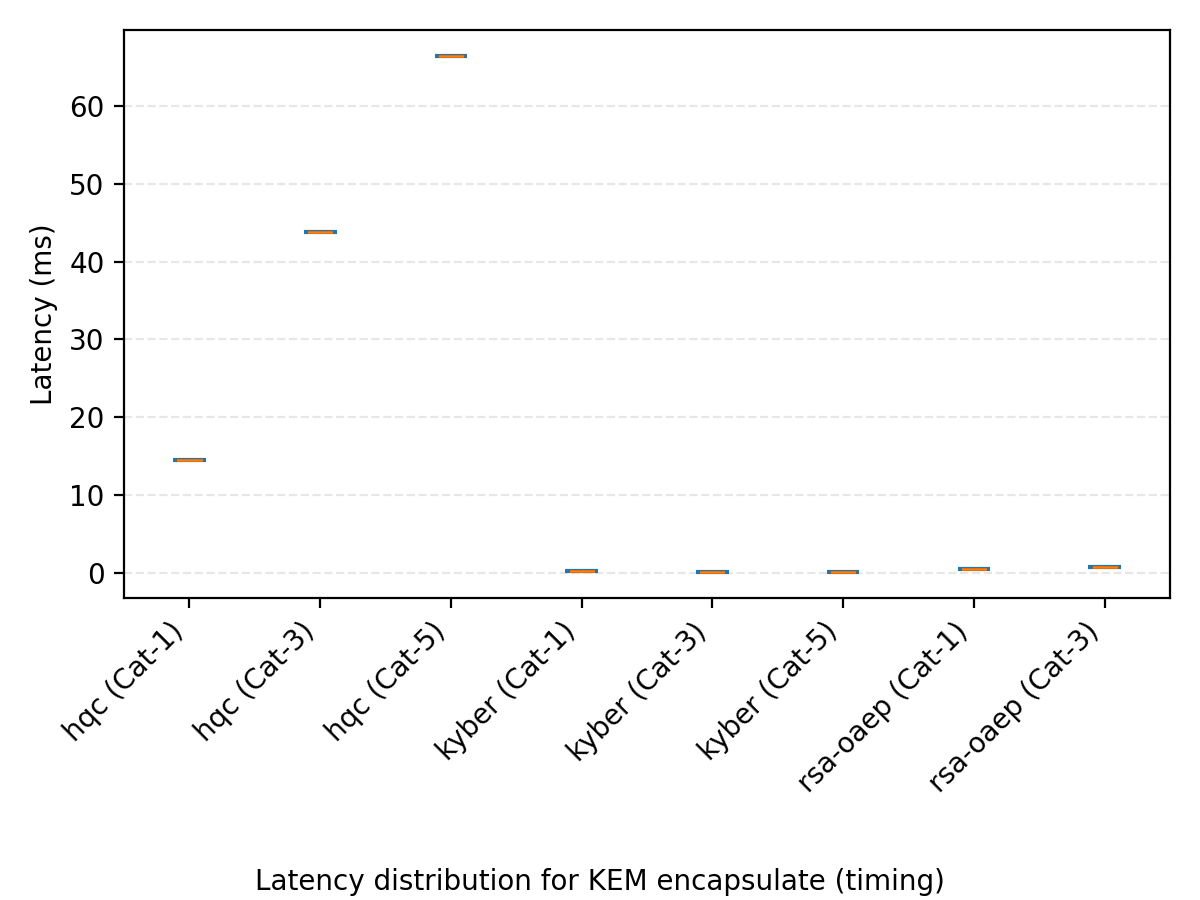 60
50
40
30
20
10
0
Latency (ms)
hqc (Cat-1)
hqc (Cat-3)
hqc (Cat-5)
kyber (Cat-1)
kyber (Cat-3)
kyber (Cat-5)
rsa-oaep (Cat-1)
rsa-oaep (Cat-3)
Latency distribution for KEM encapsulate (timing)